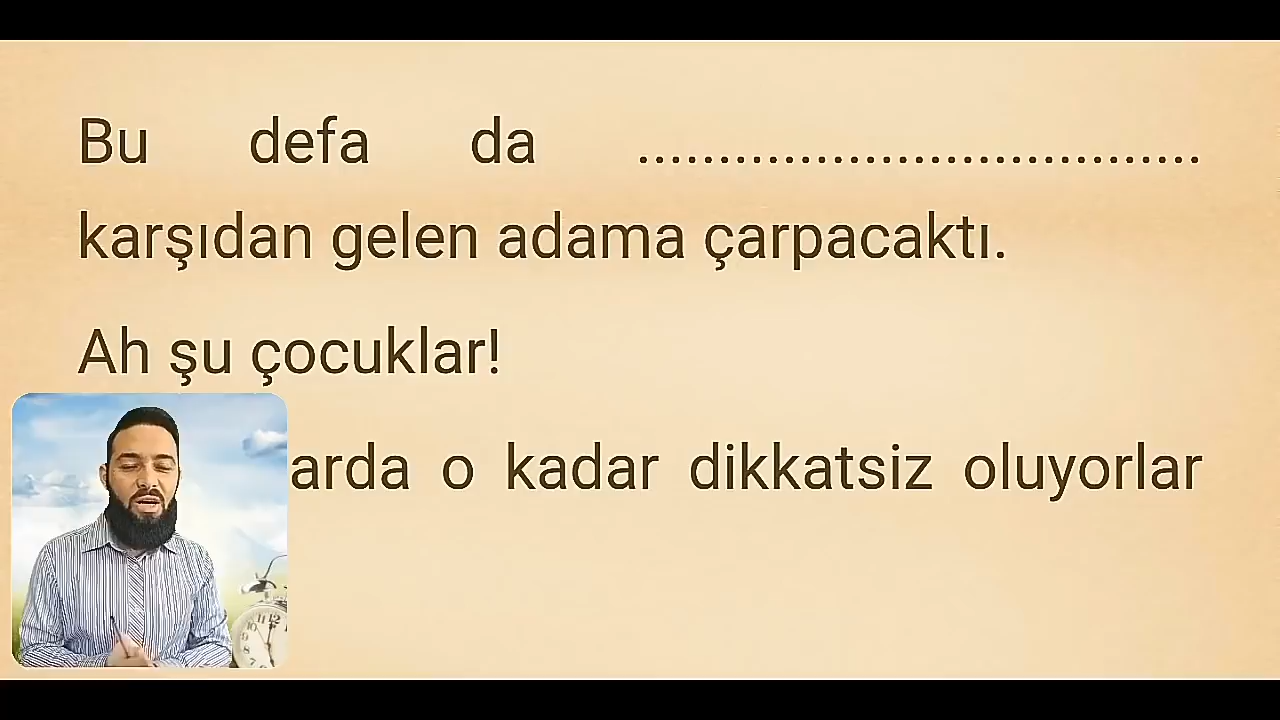 Bu defa da ...................................
karşıdan gelen adama çarpacaktı.
Ah şu çocuklar!
arda o kadar dikkatsiz oluyorlar